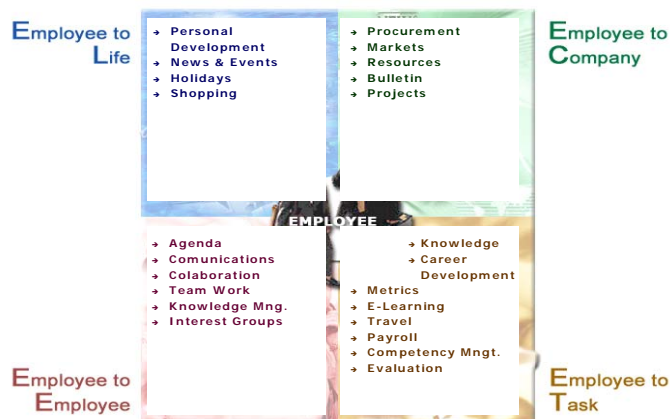 Employee to
Life
➔ Personal
Development
➔ News & Events
➔ Holidays
➔ Shopping
➔ Procurement
➔ Markets
➔ Resources
➔ Bulletin
➔ Projects
Employee to
Company
EMPLOYEE
➔ Agenda
➔ Comunications
➔ Colaboration
➔ Team Work
➔ Knowledge Mng.
➔ Interest Groups
➔ Knowledge
➔ Career
Development
➔ Metrics
➔ E-Learning
➔ Travel
➔ Payroll
➔ Competency Mngt.
➔ Evaluation
Employee to
Employee
Employee to
Task